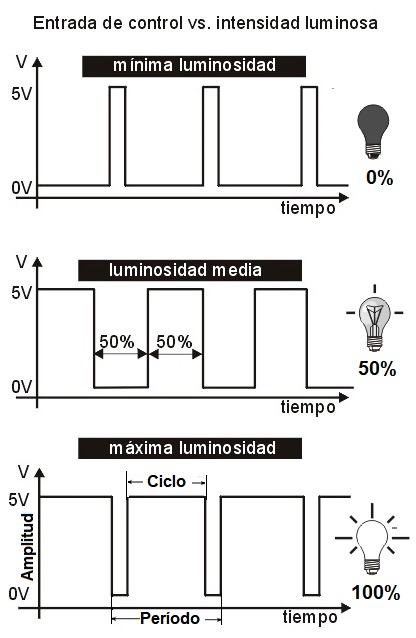 Entrada de control vs. intensidad luminosa
V
mínima luminosidad
5V
0V
tiempo
0%
V
luminosidad media
5V
50% 50%
0V
tiempo
50%
máxima luminosidad
V
Ciclo
5V
Amplitud
0V
Período
tiempo
100%